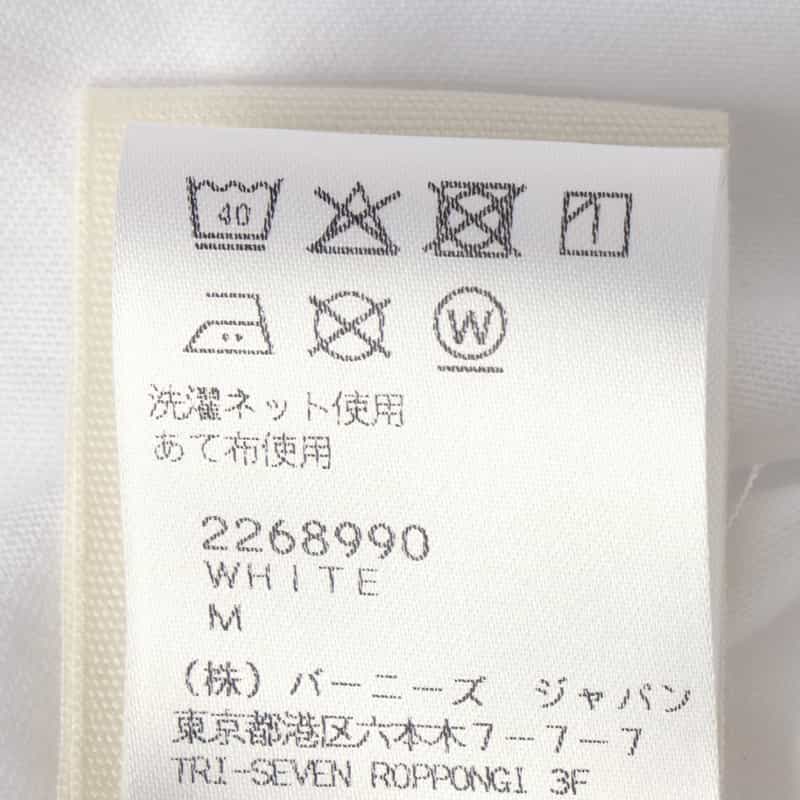 40
W
洗濯ネット使用
あて布使用
2268990
WHITE
M
(株) バーニーズ ジャパン
東京都港区六本木7-7-7
TRI-SEVEN ROPPONGI 3F